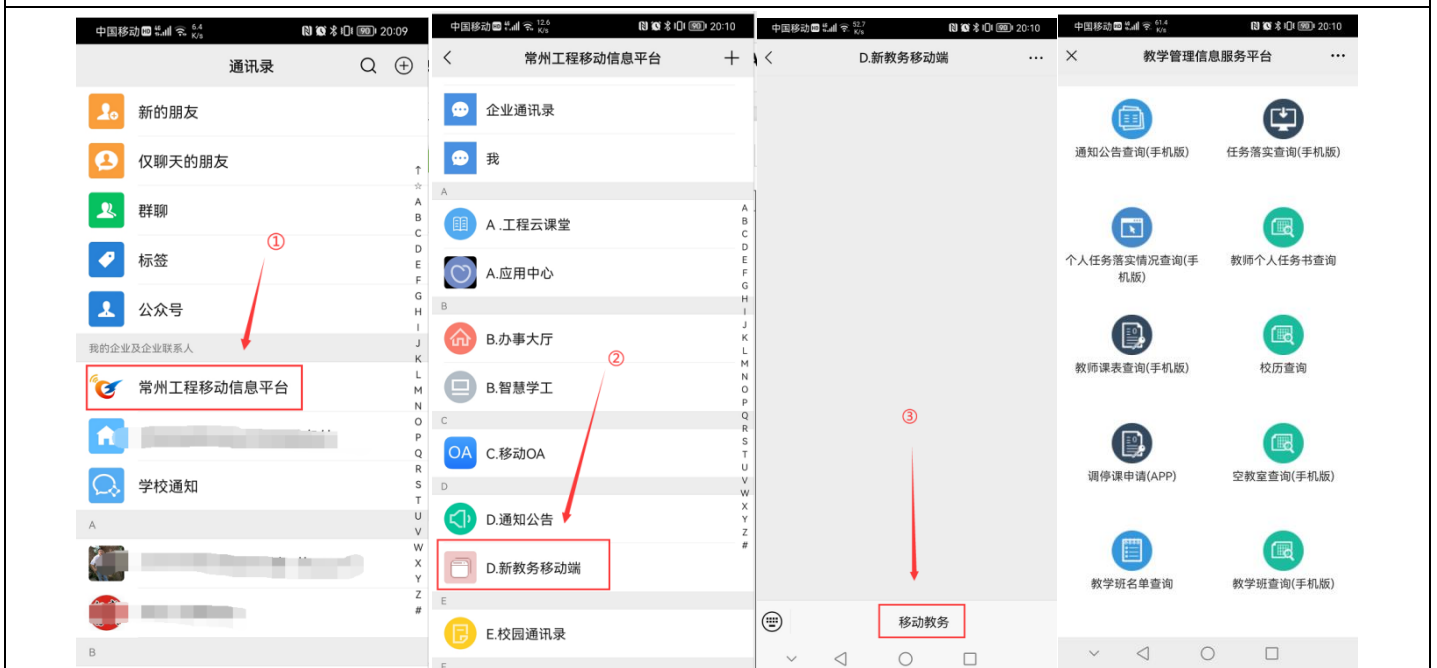 中国移动 HD 6.4 K/s 90 20:09
通讯录
新的朋友
仅聊天的朋友
↑
☆
群聊
A
B
C
①
标签
D
E
F
公众号
G
H
I
我的企业及企业联系人
J
K
常州工程移动信息平台
L
M
N
O
P
Q
学校通知
R
S
T
A
U
V
W
X
Y
Z
#
B
中国移动 HD 12.6 K/s 90 20:10
常州工程移动信息平台
企业通讯录
我
A
A .工程云课堂
A.应用中心
B
B.办事大厅
②
B.智慧学工
C
OA C.移动OA
D
D.通知公告
D.新教务移动端
E
E.校园通讯录
F
A
B
C
D
E
F
G
H
I
J
K
L
M
N
O
P
Q
R
S
T
U
V
W
X
Y
Z
#
中国移动 HD 52.7 K/s 90 20:10
D.新教务移动端
③
移动教务
中国移动 HD 61.4 K/s 90 20:10
教学管理信息服务平台
通知公告查询(手机版) 任务落实查询(手机版)
个人任务落实情况查询(手 教师个人任务书查询
机版)
教师课表查询(手机版) 校历查询
调停课申请(APP) 空教室查询(手机版)
教学班名单查询 教学班查询(手机版)